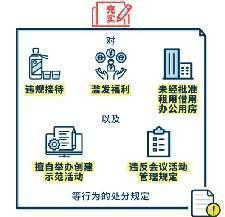 充实
对
违规接待
滥发福利
未经批准
租用借用
办公用房
以及
擅自举办创建
示范活动
违反会议活动
管理规定
等行为的处分规定